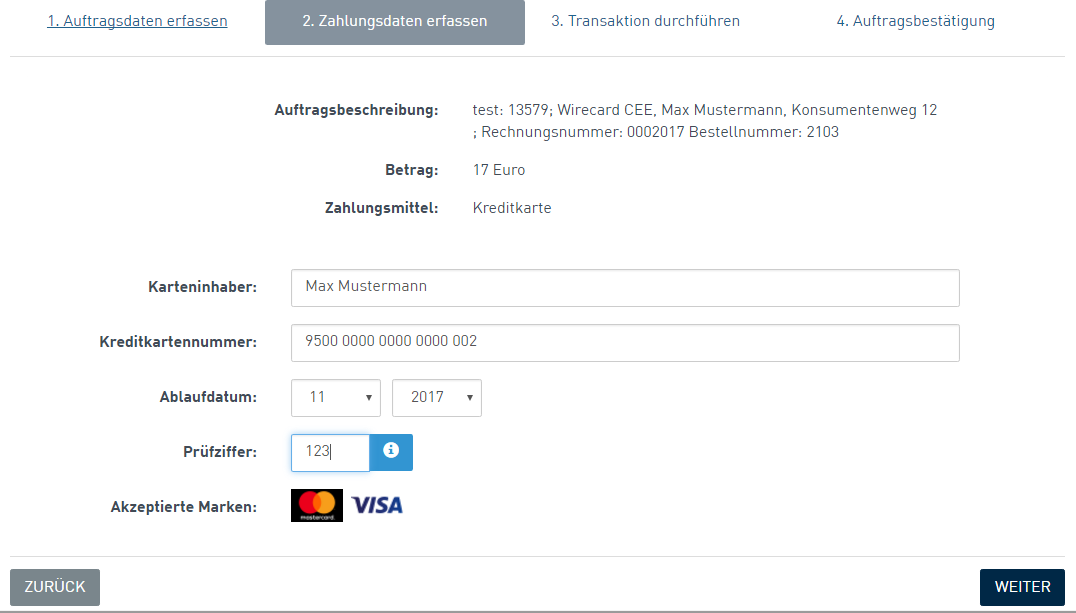 1. Auftragsdaten erfassen
2. Zahlungsdaten erfassen
3. Transaktion durchführen
4. Auftragsbestätigung
Auftragsbeschreibung: test: 13579; Wirecard CEE, Max Mustermann, Konsumentenweg 12
; Rechnungsnummer: 0002017 Bestellnummer: 2103
Betrag: 17 Euro
Zahlungsmittel: Kreditkarte
Karteninhaber: Max Mustermann
Kreditkartennummer: 9500 0000 0000 0000 002
Ablaufdatum: 11 2017
Prüfziffer: 123
Akzeptierte Marken: mastercard VISA
ZURÜCK
WEITER